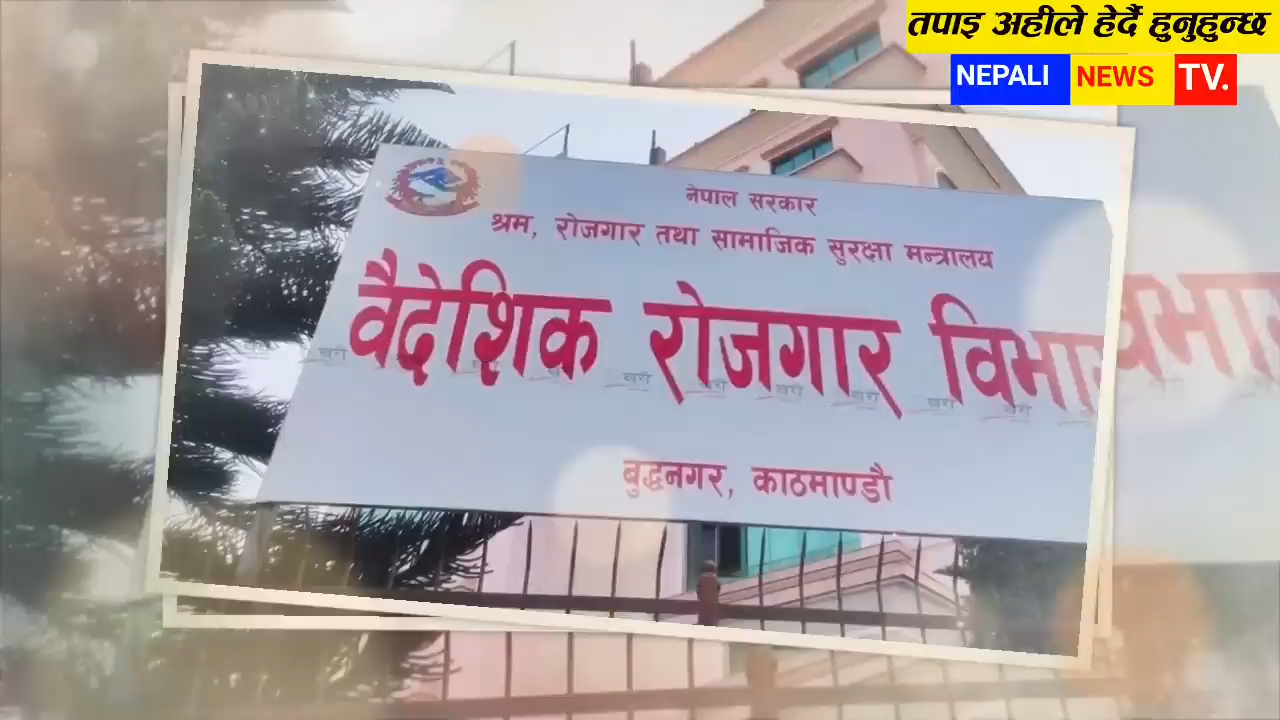 तपाइ अहीले हेर्दै हुनुहुन्छ
NEPALI NEWS TV.
नेपाल सरकार
श्रम, रोजगार तथा सामाजिक सुरक्षा मन्त्रालय
वैदेशिक रोजगार
बुद्धनगर, काठमाण्डौ